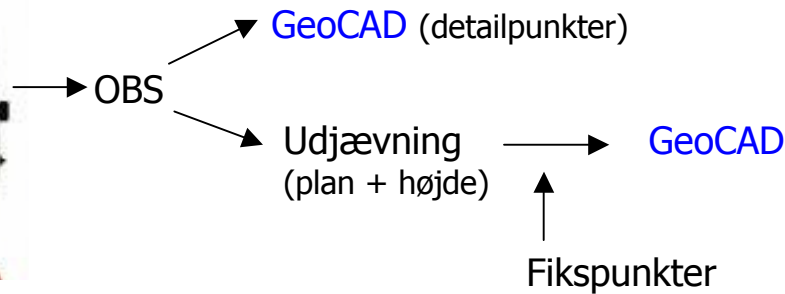 GeoCAD (detailpunkter)
OBS
Udjævning
(plan + højde)
GeoCAD
Fikspunkter